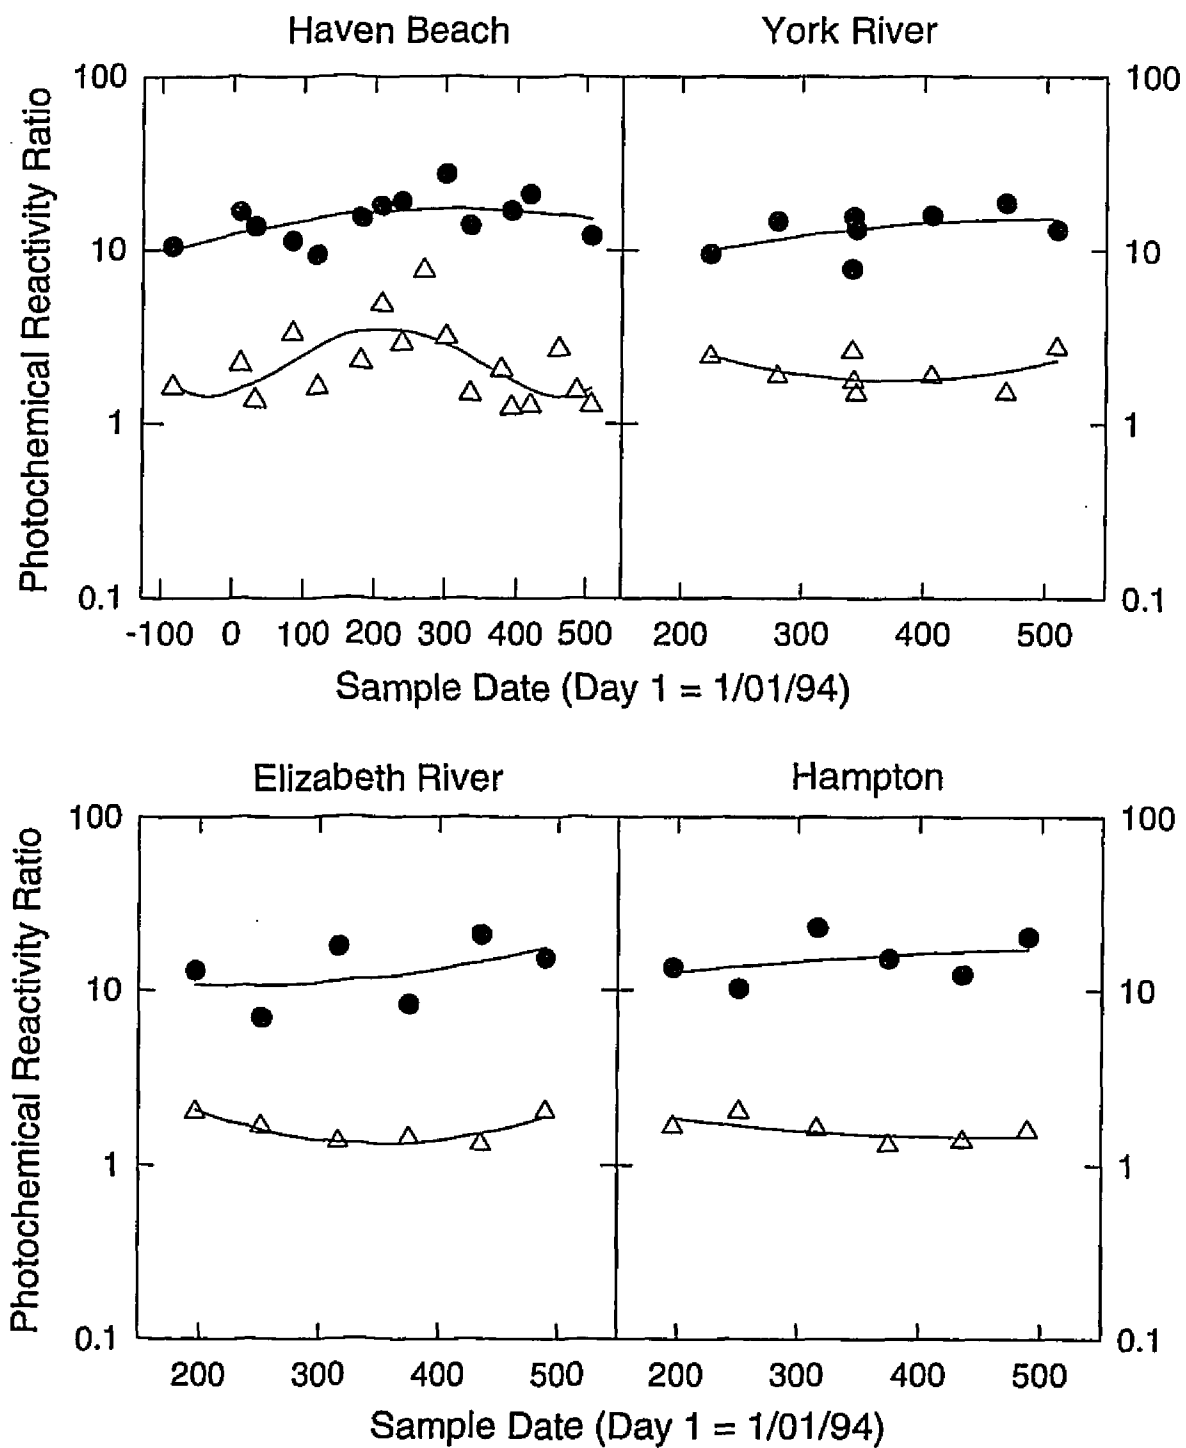 Haven Beach York River
100 100
10 10
1 1
0.1 0.1
Photochemical Reactivity Ratio
-100 0 100 200 300 400 500 200 300 400 500
Sample Date (Day 1 = 1/01/94)
Elizabeth River Hampton
100 100
10 10
1 1
0.1 0.1
Photochemical Reactivity Ratio
200 300 400 500 200 300 400 500
Sample Date (Day 1 = 1/01/94)